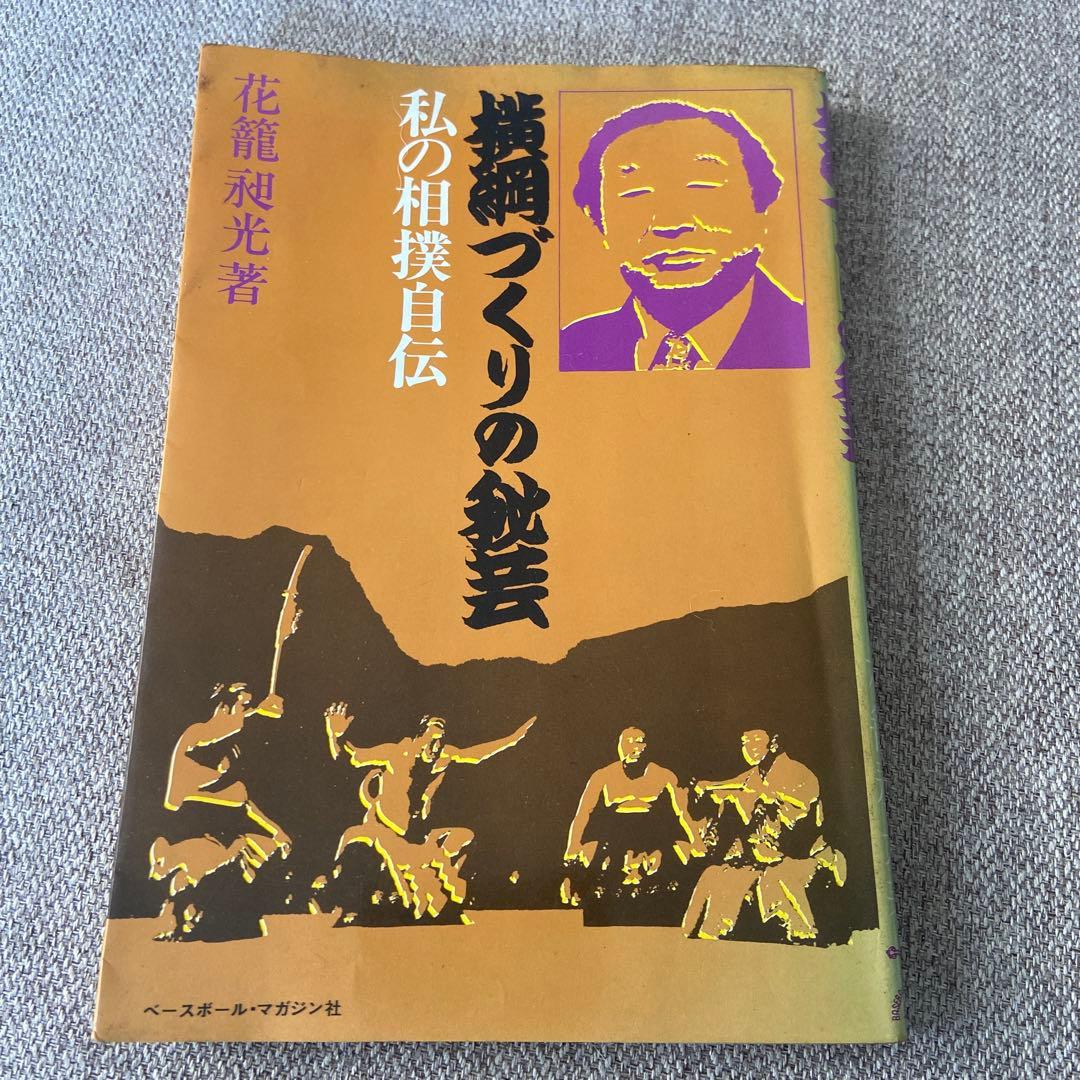 横綱づくりの秘芸
私の相撲自伝
花籠昶光著
ベースボール・マガジン社